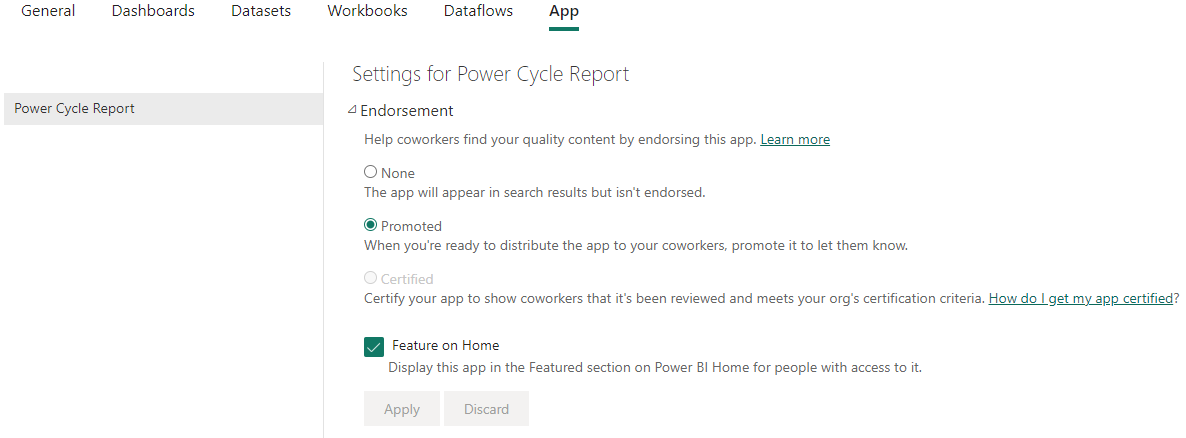 General Dashboards Datasets Workbooks Dataflows App
Settings for Power Cycle Report
Power Cycle Report
Endorsement
Help coworkers find your quality content by endorsing this app. Learn more
None
The app will appear in search results but isn't endorsed.
Promoted
When you're ready to distribute the app to your coworkers, promote it to let them know.
Certified
Certify your app to show coworkers that it's been reviewed and meets your org's certification criteria. How do I get my app certified?
Feature on Home
Display this app in the Featured section on Power BI Home for people with access to it.
Apply Discard